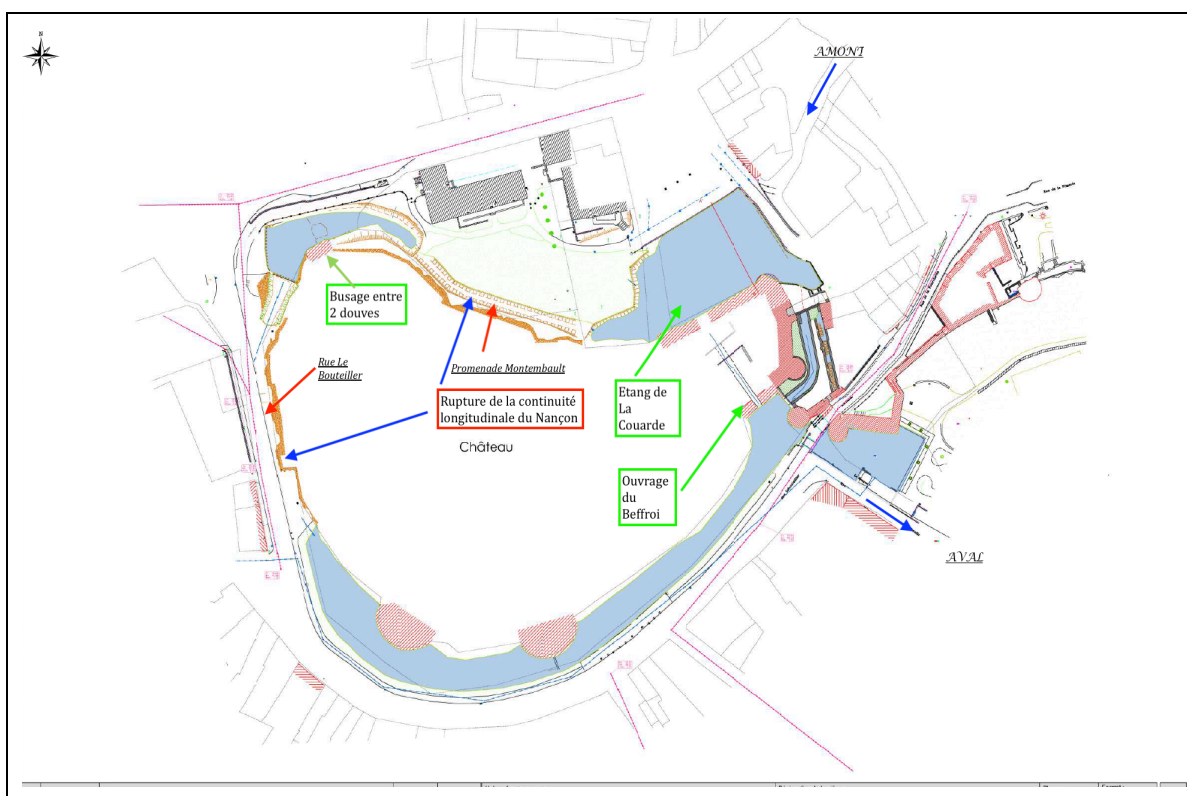 N
AMONT
Busage entre
2 douves
Rue Le
Bouteiller
Promenade Montembault
Rupture de la continuité
longitudinale du Nançon
Château
Etang de
La
Couarde
Ouvrage
du
Beffroi
AVAL